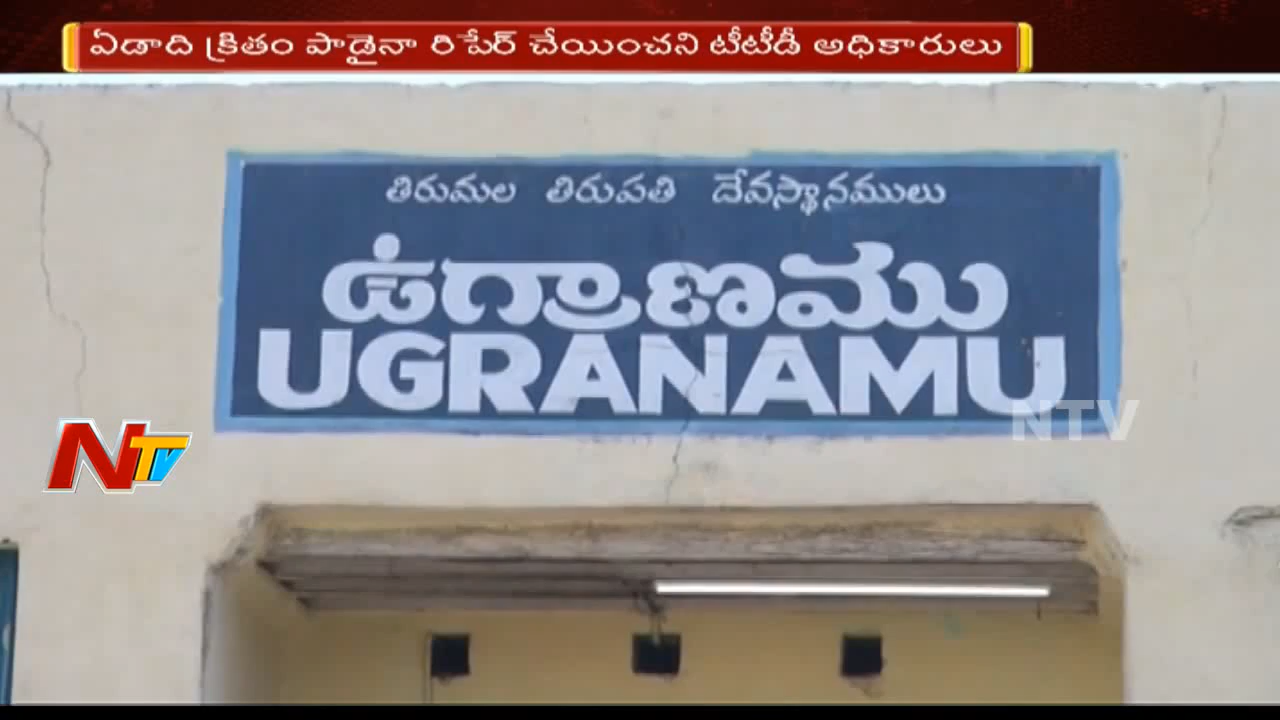 ఏడాది క్రితం పాడైనా రిపేర్ చేయించని టీటీడీ అధికారులు
తిరుమల తిరుపతి దేవస్థానములు
ఉగ్రాణము
UGRANAMU
NTV
NTV